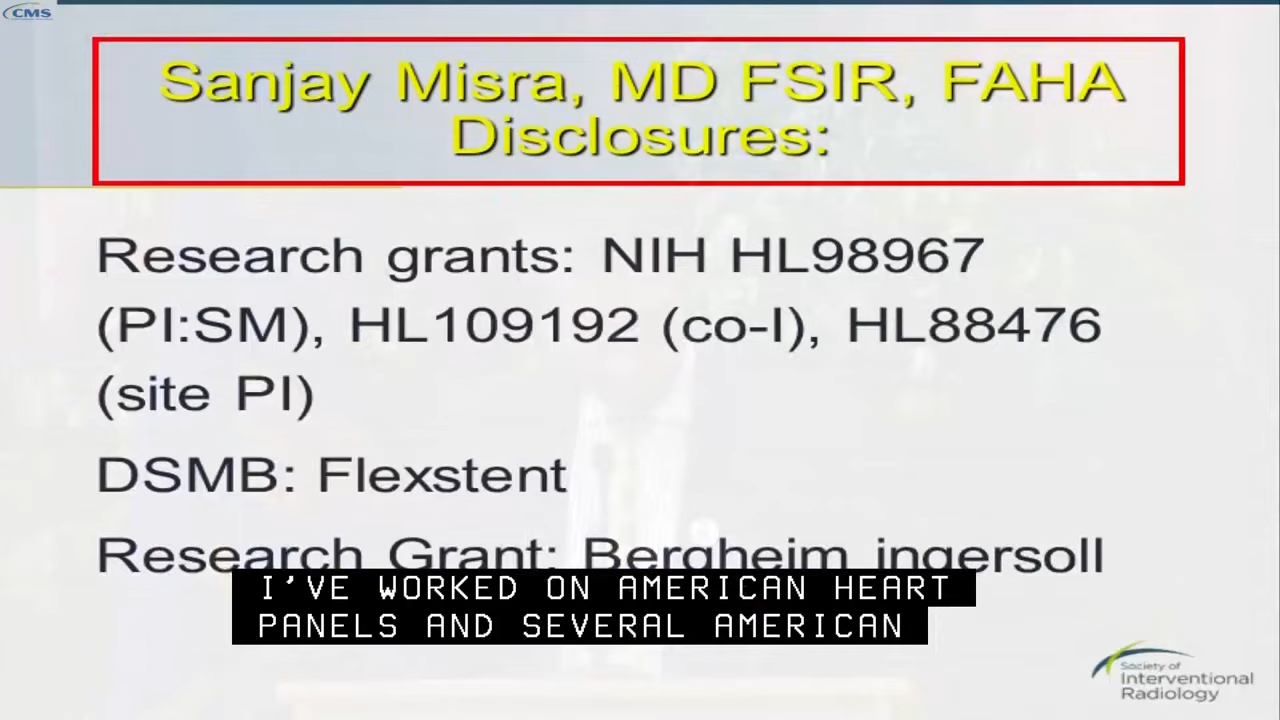 CMS
Sanjay Misra, MD FSIR, FAHA
Disclosures:
Research grants: NIH HL98967
(PI:SM), HL109192 (co-I), HL88476
(site PI)
DSMB: Flexstent
Research Grant: Bergheim ingersoll
I'VE WORKED ON AMERICAN HEART
PANELS AND SEVERAL AMERICAN
Society of
Interventional
Radiology